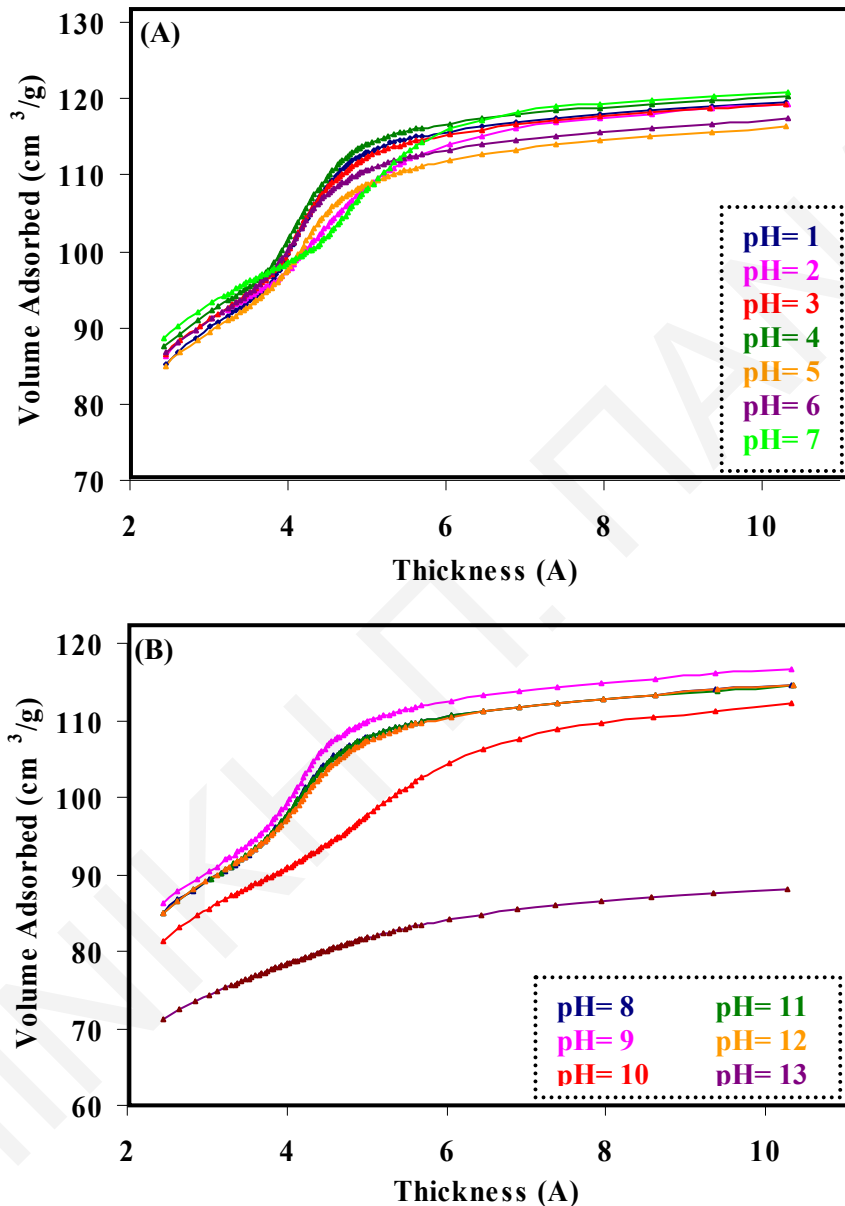 (A)
130
120
110
100
90
80
70
Volume Adsorbed (cm ³/g)
pH= 1
pH= 2
pH= 3
pH= 4
pH= 5
pH= 6
pH= 7
2 4 6 8 10
Thickness (A)
(B)
120
110
100
90
80
70
60
Volume Adsorbed (cm ³/g)
pH= 8 pH= 11
pH= 9 pH= 12
pH= 10 pH= 13
2 4 6 8 10
Thickness (A)
ΝΙΚΗ Π. ΠΑΝ